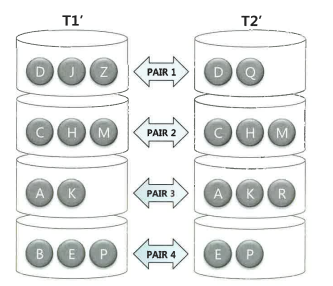 T1′ T2′
D J Z PAIR 1 D Q
C H M PAIR 2 C H M
A K PAIR 3 A K R
B E P PAIR 4 E P